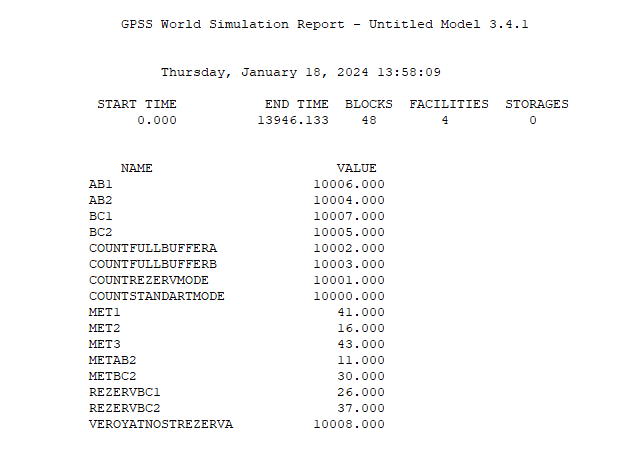 GPSS World Simulation Report - Untitled Model 3.4.1
Thursday, January 18, 2024 13:58:09
START TIME END TIME BLOCKS FACILITIES STORAGES
0.000 13946.133 48 4 0
NAME VALUE
AB1 10006.000
AB2 10004.000
BC1 10007.000
BC2 10005.000
COUNTFULLBUFFERA 10002.000
COUNTFULLBUFFERB 10003.000
COUNTREZERVMODE 10001.000
COUNTSTANDARTMODE 10000.000
MET1 41.000
MET2 16.000
MET3 43.000
METAB2 11.000
METBC2 30.000
REZERVBC1 26.000
REZERVBC2 37.000
VEROYATNOSTREZERVA 10008.000